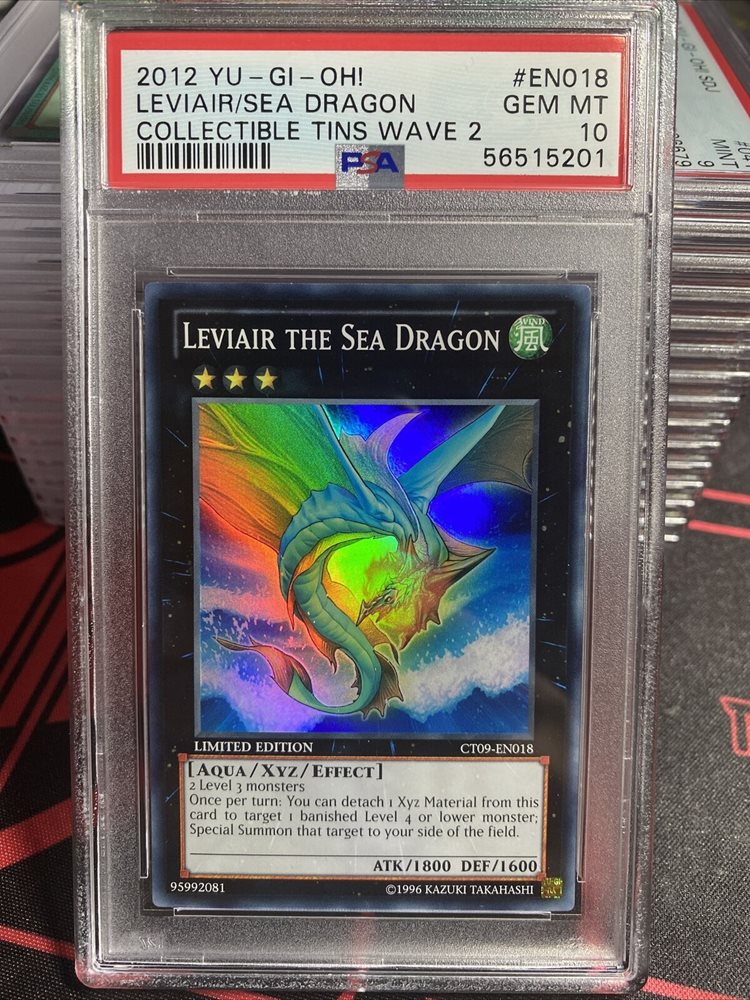 2012 YU-GI-OH! #EN018
LEVIAIR/SEA DRAGON GEM MT
COLLECTIBLE TINS WAVE 2 10
PSA 56515201
MINT
9
LEVIAIR THE SEA DRAGON
WIND
風
LIMITED EDITION CT09-EN018
[AQUA/XYZ/EFFECT]
2 Level 3 monsters
Once per turn: You can detach 1 Xyz Material from this
card to target 1 banished Level 4 or lower monster;
Special Summon that target to your side of the field.
ATK/1800 DEF/1600
95992081 ©1996 KAZUKI TAKAHASHI